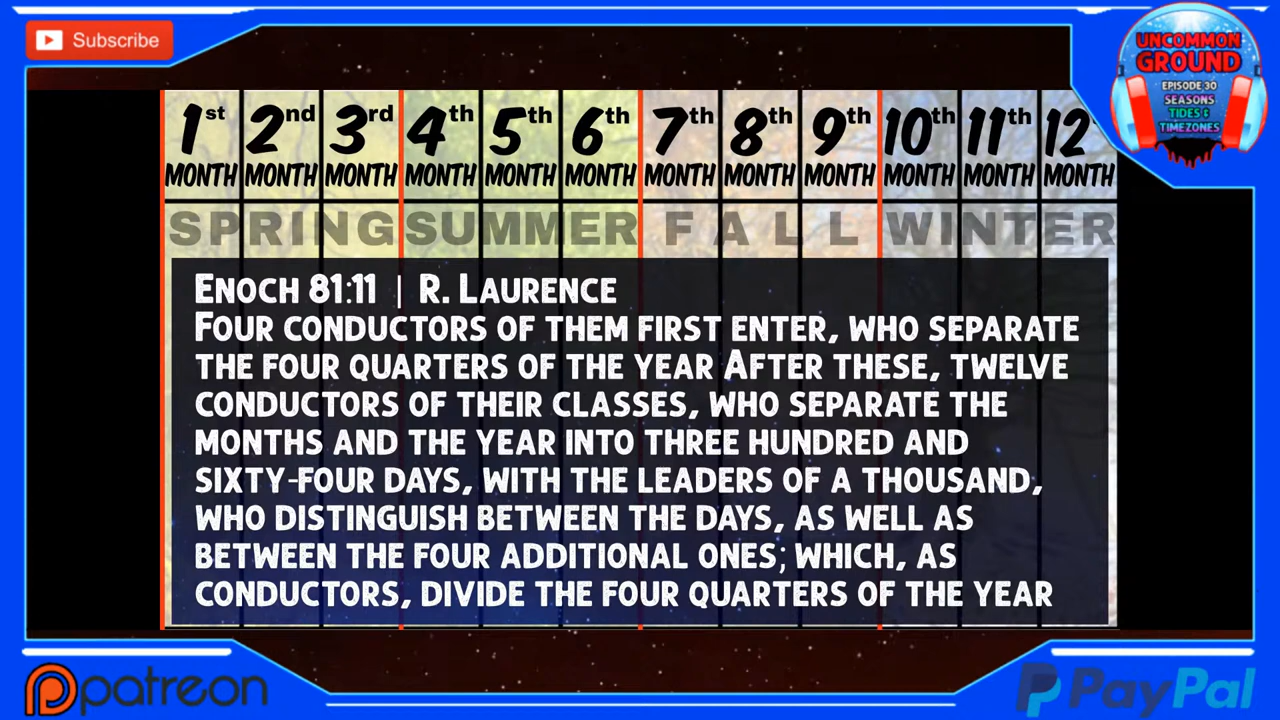 Subscribe
UNCOMMON
GROUND
EPISODE 30
SEASONS
TIDES &
TIMEZONES
1st 2nd 3rd 4th 5th 6th 7th 8th 9th 10th 11th 12
MONTH MONTH MONTH MONTH MONTH MONTH MONTH MONTH MONTH MONTH MONTH MONTH
SPRING SUMMER FALL WINTER
ENOCH 81:11 | R. LAURENCE
FOUR CONDUCTORS OF THEM FIRST ENTER, WHO SEPARATE
THE FOUR QUARTERS OF THE YEAR AFTER THESE, TWELVE
CONDUCTORS OF THEIR CLASSES, WHO SEPARATE THE
MONTHS AND THE YEAR INTO THREE HUNDRED AND
SIXTY-FOUR DAYS, WITH THE LEADERS OF A THOUSAND,
WHO DISTINGUISH BETWEEN THE DAYS, AS WELL AS
BETWEEN THE FOUR ADDITIONAL ONES; WHICH, AS
CONDUCTORS, DIVIDE THE FOUR QUARTERS OF THE YEAR
patreon
PayPal